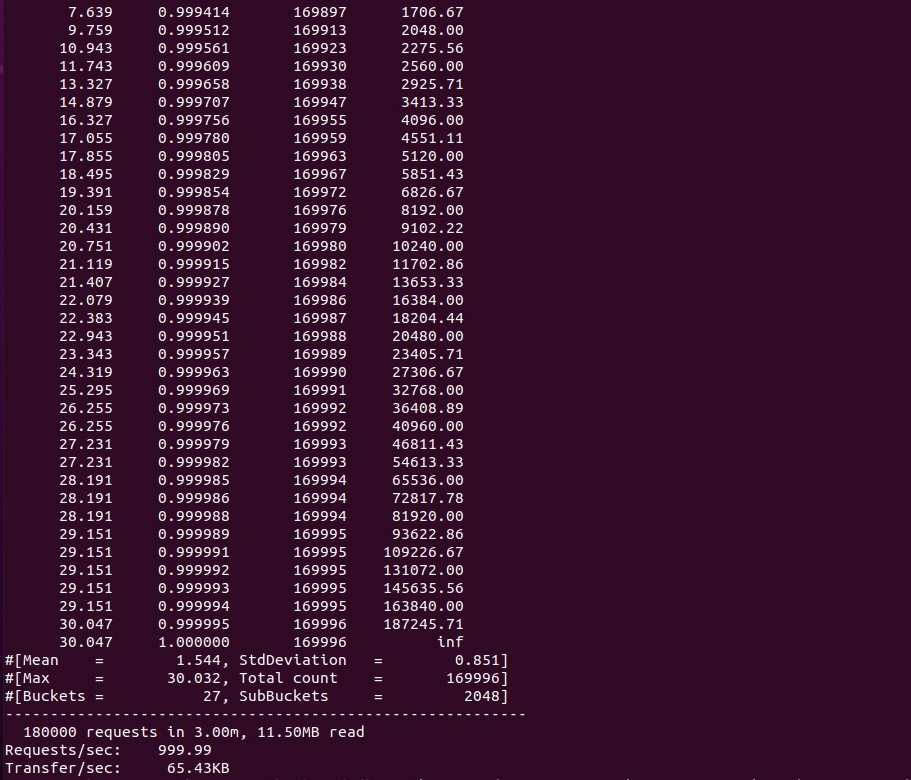 7.639 0.999414 169897 1706.67
9.759 0.999512 169913 2048.00
10.943 0.999561 169923 2275.56
11.743 0.999609 169930 2560.00
13.327 0.999658 169938 2925.71
14.879 0.999707 169947 3413.33
16.327 0.999756 169955 4096.00
17.055 0.999780 169959 4551.11
17.855 0.999805 169963 5120.00
18.495 0.999829 169967 5851.43
19.391 0.999854 169972 6826.67
20.159 0.999878 169976 8192.00
20.431 0.999890 169979 9102.22
20.751 0.999902 169980 10240.00
21.119 0.999915 169982 11702.86
21.407 0.999927 169984 13653.33
22.079 0.999939 169986 16384.00
22.383 0.999945 169987 18204.44
22.943 0.999951 169988 20480.00
23.343 0.999957 169989 23405.71
24.319 0.999963 169990 27306.67
25.295 0.999969 169991 32768.00
26.255 0.999973 169992 36408.89
26.255 0.999976 169992 40960.00
27.231 0.999979 169993 46811.43
27.231 0.999982 169993 54613.33
28.191 0.999985 169994 65536.00
28.191 0.999986 169994 72817.78
28.191 0.999988 169994 81920.00
29.151 0.999989 169995 93622.86
29.151 0.999991 169995 109226.67
29.151 0.999992 169995 131072.00
29.151 0.999993 169995 145635.56
29.151 0.999994 169995 163840.00
30.047 0.999995 169996 187245.71
30.047 1.000000 169996 inf
#[Mean = 1.544, StdDeviation = 0.851]
#[Max = 30.032, Total count = 169996]
#[Buckets = 27, SubBuckets = 2048]
----------------------------------------------------------
180000 requests in 3.00m, 11.50MB read
Requests/sec: 999.99
Transfer/sec: 65.43KB